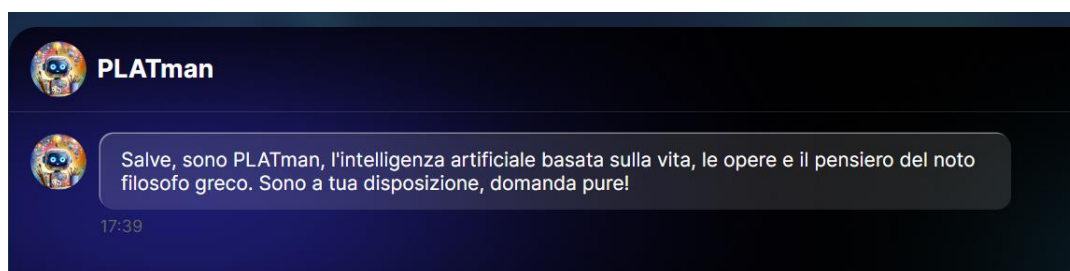 PLATman
Salve, sono PLATman, l'intelligenza artificiale basata sulla vita, le opere e il pensiero del noto
filosofo greco. Sono a tua disposizione, domanda pure!
17:39